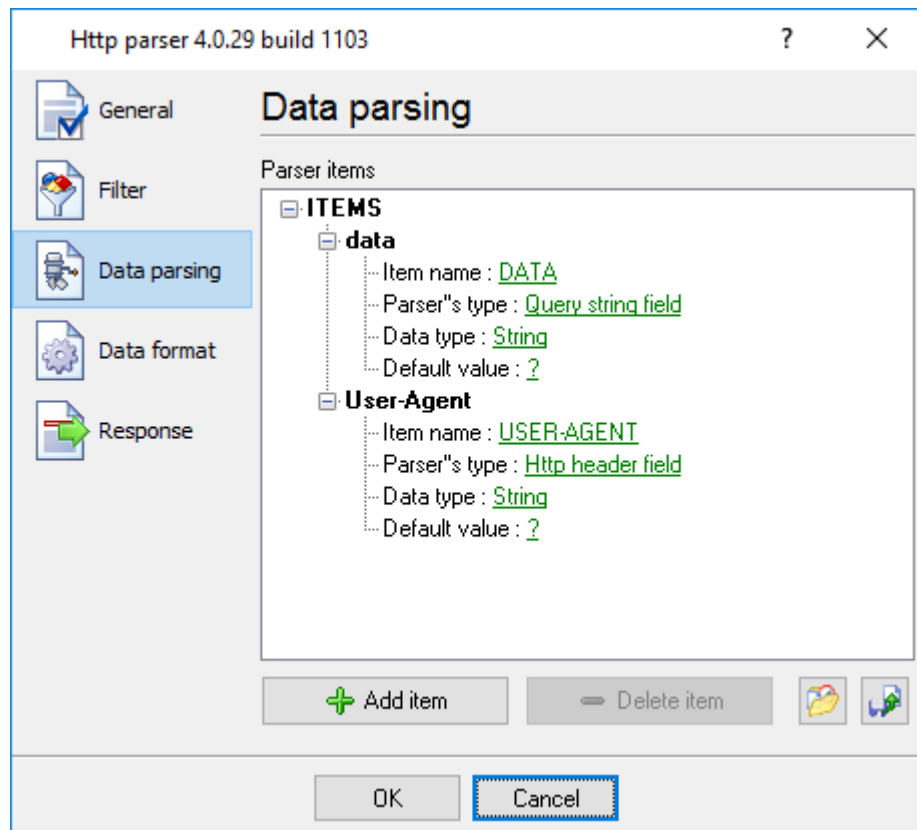 Http parser 4.0.29 build 1103
?
General
Filter
Data parsing
Data format
Response
Data parsing
Parser items
ITEMS
data
Item name : DATA
Parser"s type : Query string field
Data type : String
Default value : ?
User-Agent
Item name : USER-AGENT
Parser"s type : Http header field
Data type : String
Default value : ?
Add item
Delete item
OK
Cancel